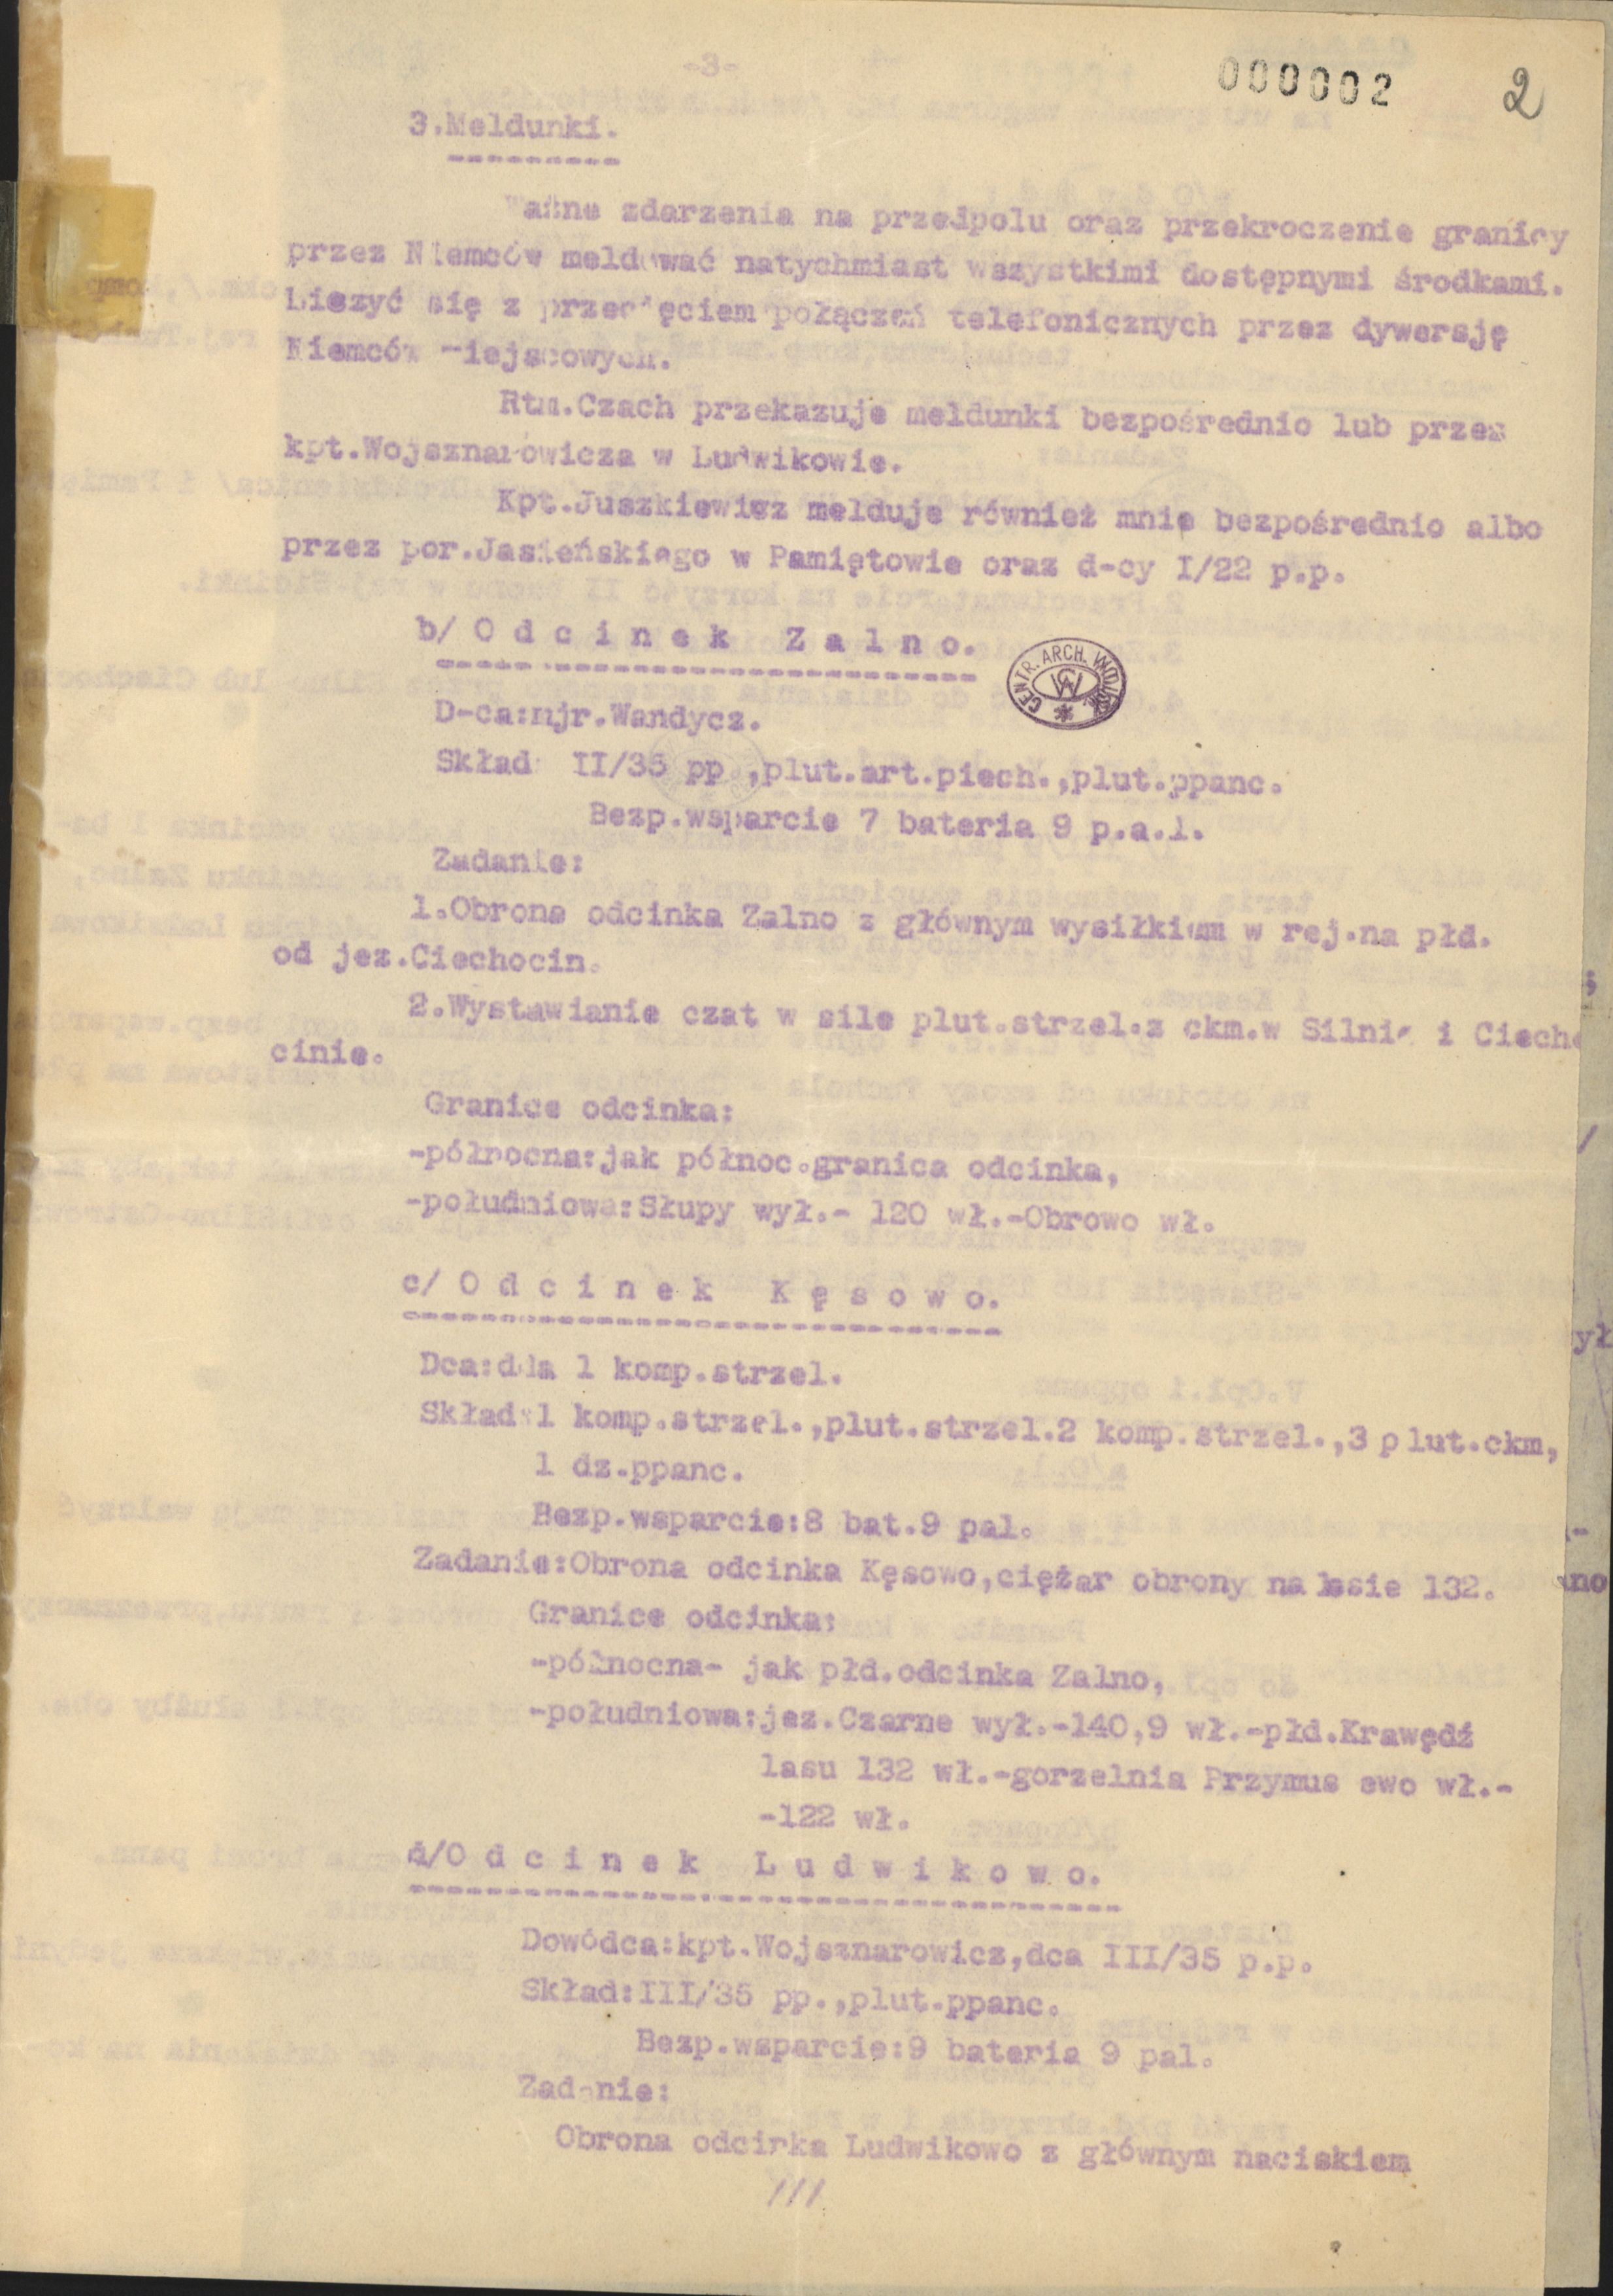 -3-
000002 2
3.Meldunki.
Ważne zdarzenia na przedpolu oraz przekroczenie granicy
przez Niemców meldować natychmiast wszystkimi dostępnymi środkami.
Liczyć się z przecięciem połączeń telefonicznych przez dywersję
Niemców miejscowych.
Rtm.Czach przekazuje meldunki bezpośrednio lub przez
kpt.Wojsznarowicza w Ludwikowie.
Kpt.Juszkiewicz melduje również mnie bezpośrednio albo
przez por.Jasieńskiego w Pamiętowie oraz d-cy I/22 p.p.
b/ O d c i n e k   Z a l n o.
CENTR. ARCH. WOJSK.
D-ca:mjr.Wandycz.
Skład: II/35 pp.,plut.art.piech.,plut.ppanc.
Bezp.wsparcie 7 bateria 9 p.a.l.
Zadanie:
1.Obrona odcinka Zalno z głównym wysiłkiem w rej.na płd.
od jez.Ciechocin.
2.Wystawianie czat w sile plut.strzel.z ckm.w Silnie i Ciecho
cinie.
Granice odcinka:
-północna:jak północ.granica odcinka,
-południowa:Słupy wył.- 120 wł.-Obrowo wł.
c/ O d c i n e k   K ę s o w o.
Dca:dca 1 komp.strzel.
Skład:1 komp.strzel.,plut.strzel.2 komp.strzel.,3 plut.ckm,
1 dz.ppanc.
Bezp.wsparcie:8 bat.9 pal.
Zadanie:Obrona odcinka Kęsowo,ciężar obrony na lesie 132.
Granice odcinka:
-północna- jak płd.odcinka Zalno,
-południowa:jez.Czarne wył.-140,9 wł.-płd.Krawędź
lasu 132 wł.-gorzelnia Przymus ewo wł.-
-122 wł.
d/O d c i n e k   L u d w i k o w o.
Dowódca:kpt.Wojsznarowicz,dca III/35 p.p.
Skład:III/35 pp.,plut.ppanc.
Bezp.wsparcie:9 bateria 9 pal.
Zadanie:
Obrona odcinka Ludwikowo z głównym naciskiem
///